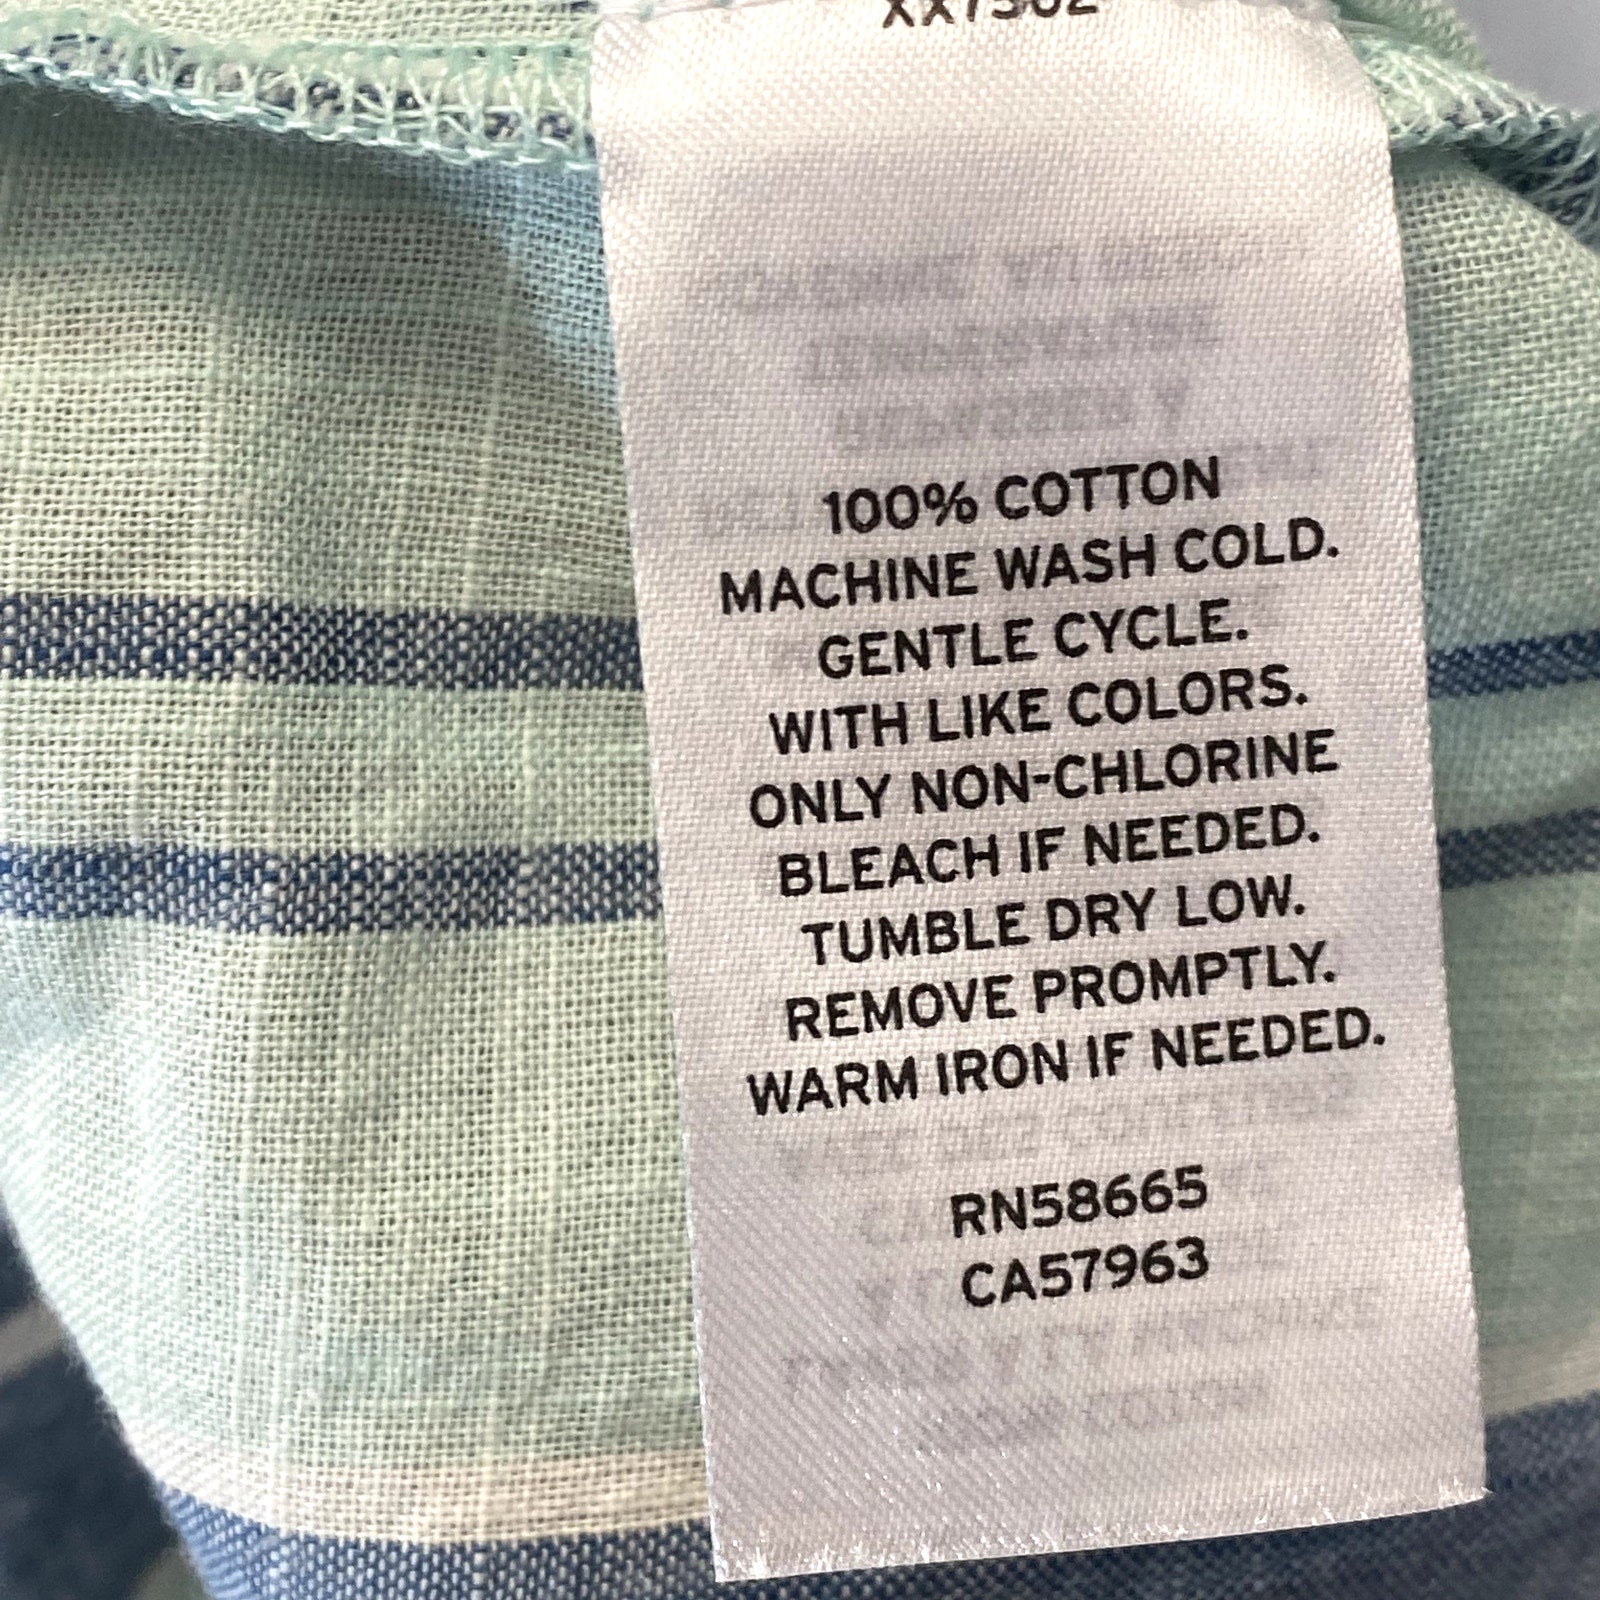 100% COTTON
MACHINE WASH COLD.
GENTLE CYCLE.
WITH LIKE COLORS.
ONLY NON-CHLORINE
BLEACH IF NEEDED.
TUMBLE DRY LOW.
REMOVE PROMPTLY.
WARM IRON IF NEEDED.
RN58665
CA57963